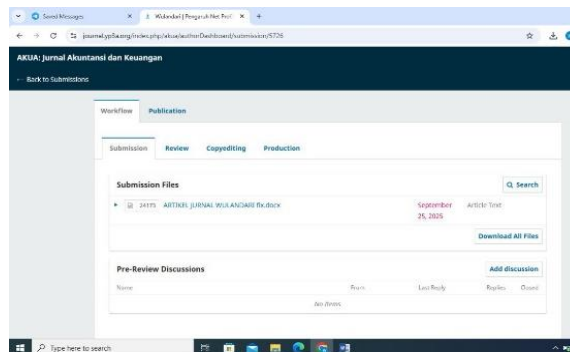 Saved Messages
Wulandari | Pengaruh Net Prof
journal.yp3a.org/index.php/akua/authorDashboard/submission/5726
AKUA: Jurnal Akuntansi dan Keuangan
← Back to Submissions
Workflow Publication
Submission Review Copyediting Production
Submission Files
Search
24175 ARTIKEL JURNAL WULANDARI fix.docx
September 25, 2025
Article Text
Download All Files
Pre-Review Discussions
Add discussion
Name From Last Reply Replies Closed
No Items
Type here to search